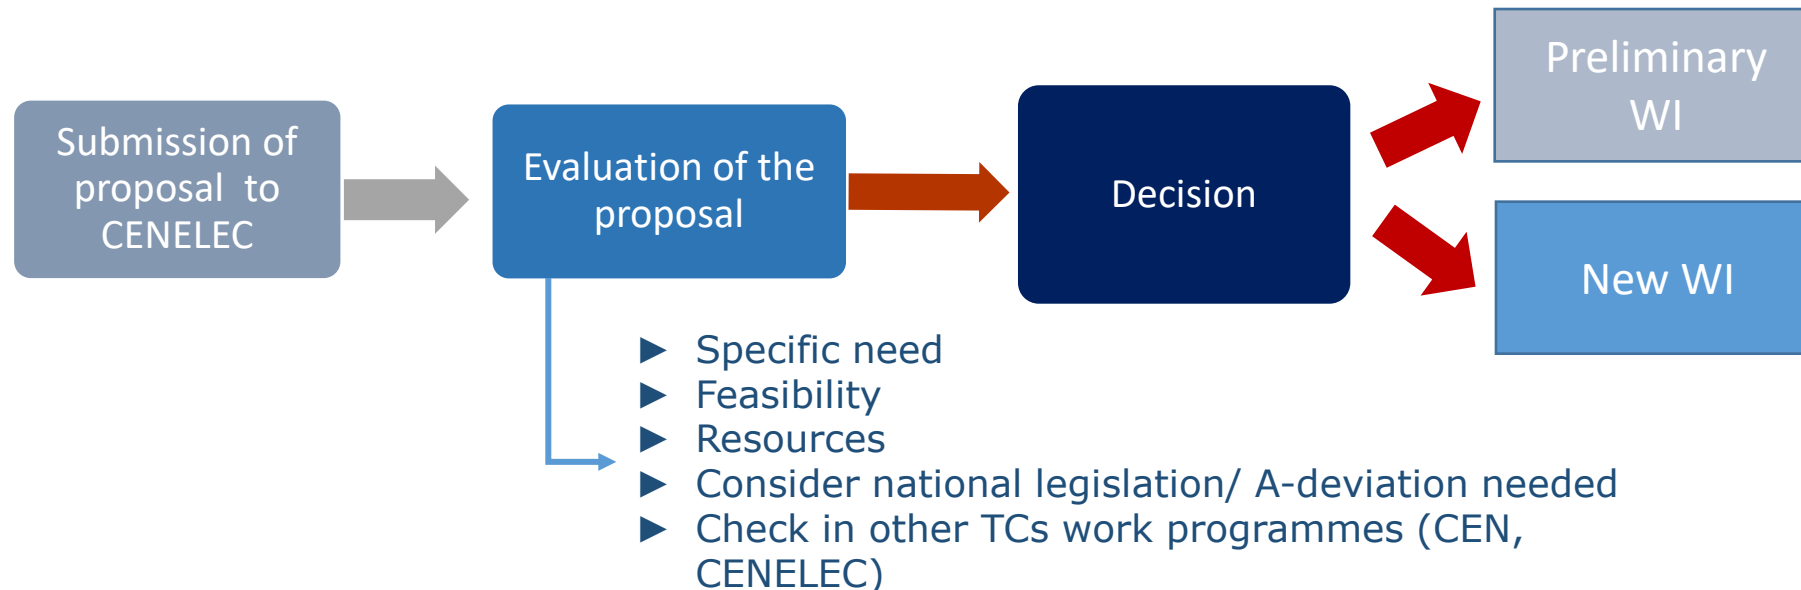 Submission of
proposal to
CENELEC
Evaluation of the
proposal
Decision
Preliminary
WI
New WI
► Specific need
► Feasibility
► Resources
► Consider national legislation/ A-deviation needed
► Check in other TCs work programmes (CEN,
CENELEC)